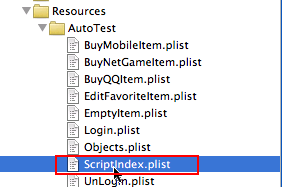 Resources
AutoTest
BuyMobileItem.plist
BuyNetGameItem.plist
BuyQQItem.plist
EditFavoriteItem.plist
EmptyItem.plist
Login.plist
Objects.plist
ScriptIndex.plist
UnLogin.plist